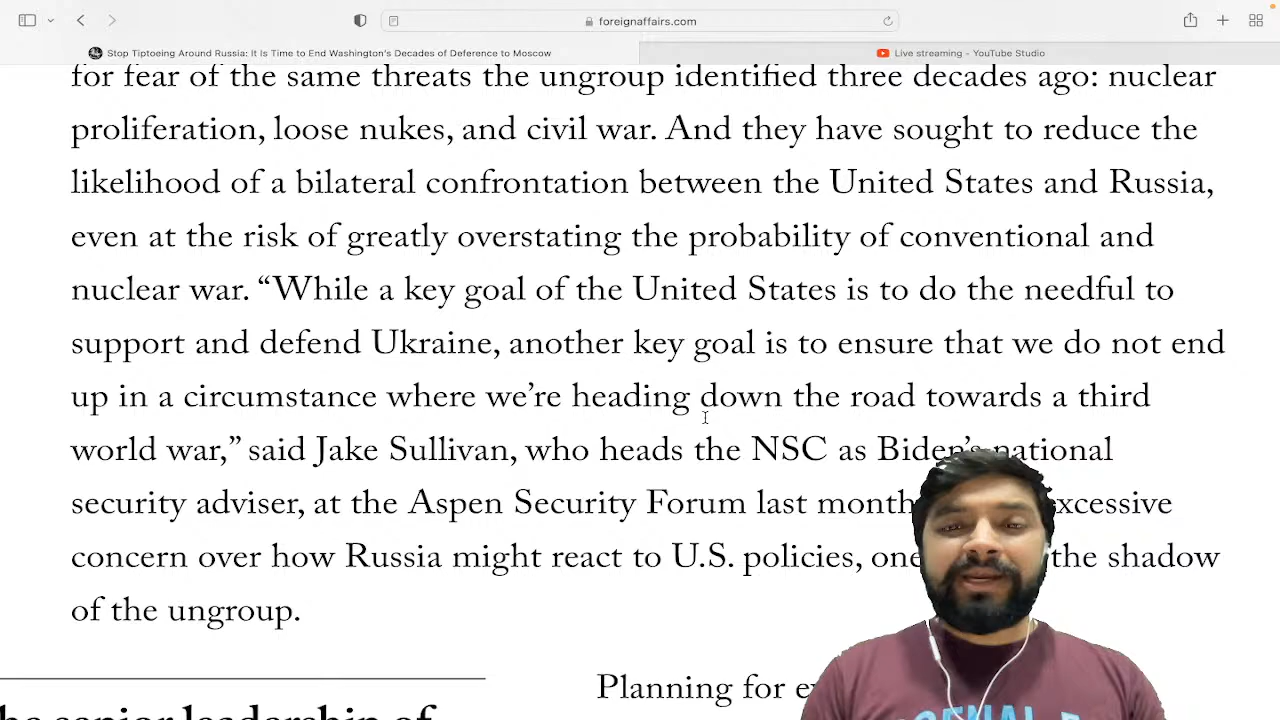 foreignaffairs.com
Stop Tiptoeing Around Russia: It Is Time to End Washington's Decades of Deference to Moscow
Live streaming - YouTube Studio
for fear of the same threats the ungroup identified three decades ago: nuclear
proliferation, loose nukes, and civil war. And they have sought to reduce the
likelihood of a bilateral confrontation between the United States and Russia,
even at the risk of greatly overstating the probability of conventional and
nuclear war. “While a key goal of the United States is to do the needful to
support and defend Ukraine, another key goal is to ensure that we do not end
up in a circumstance where we’re heading down the road towards a third
world war,” said Jake Sullivan, who heads the NSC as Biden’s national
security adviser, at the Aspen Security Forum last month excessive
concern over how Russia might react to U.S. policies, one the shadow
of the ungroup.
senior leadership of
Planning for